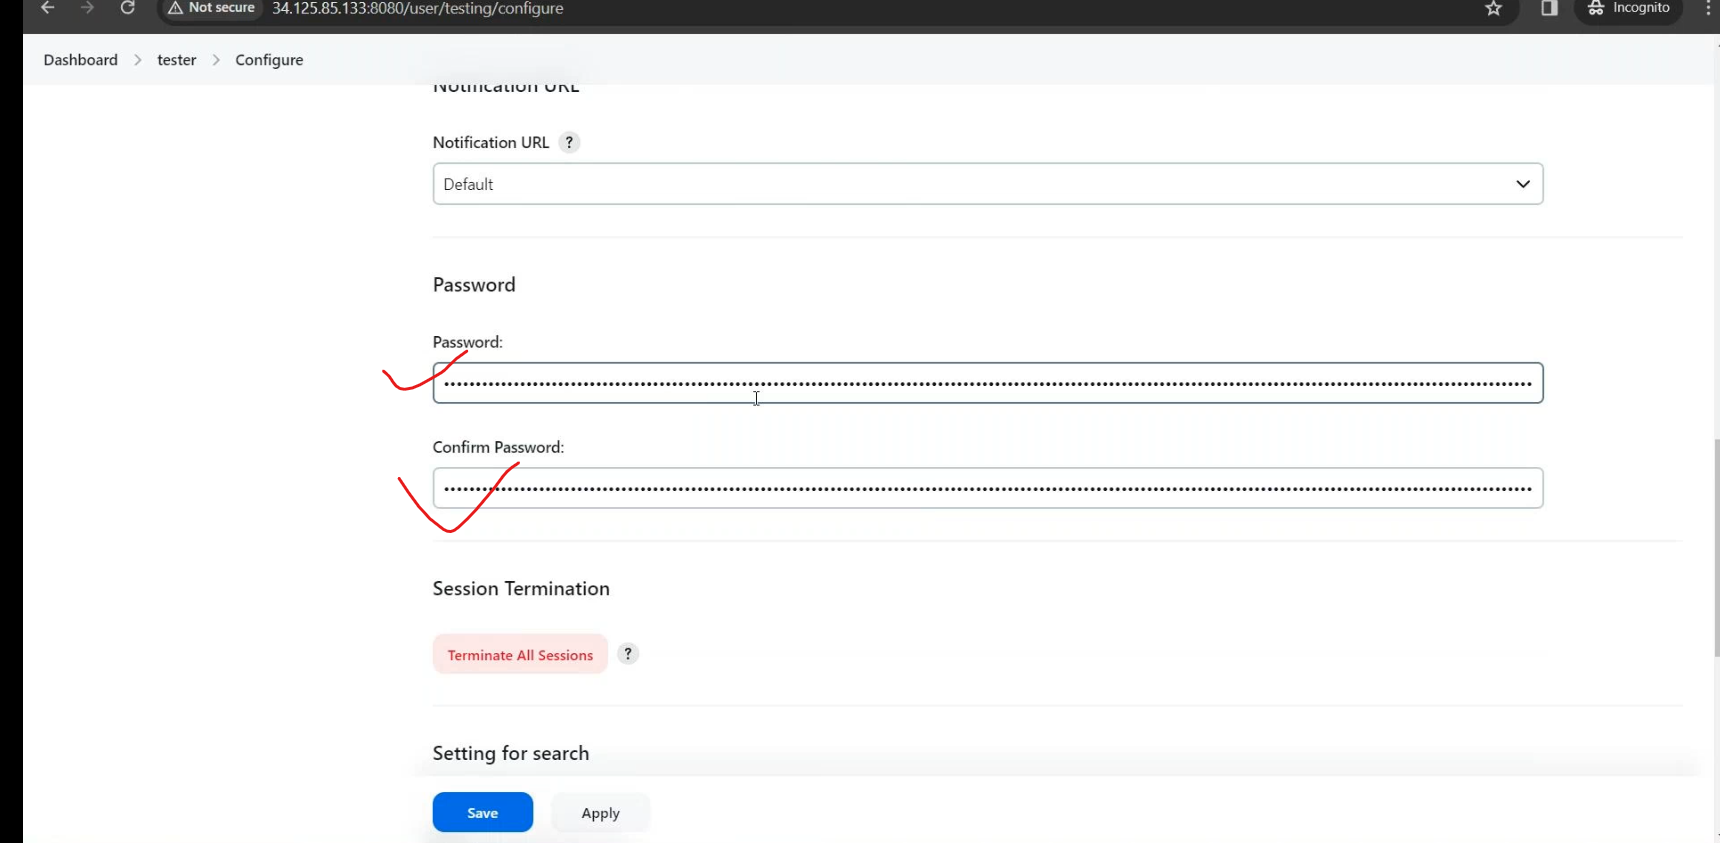 Not secure 34.125.85.133:8080/user/testing/configure Incognito
Dashboard > tester > Configure
Notification URL
Notification URL ?
Default
Password
Password:
Confirm Password:
Session Termination
Terminate All Sessions ?
Setting for search
Save Apply